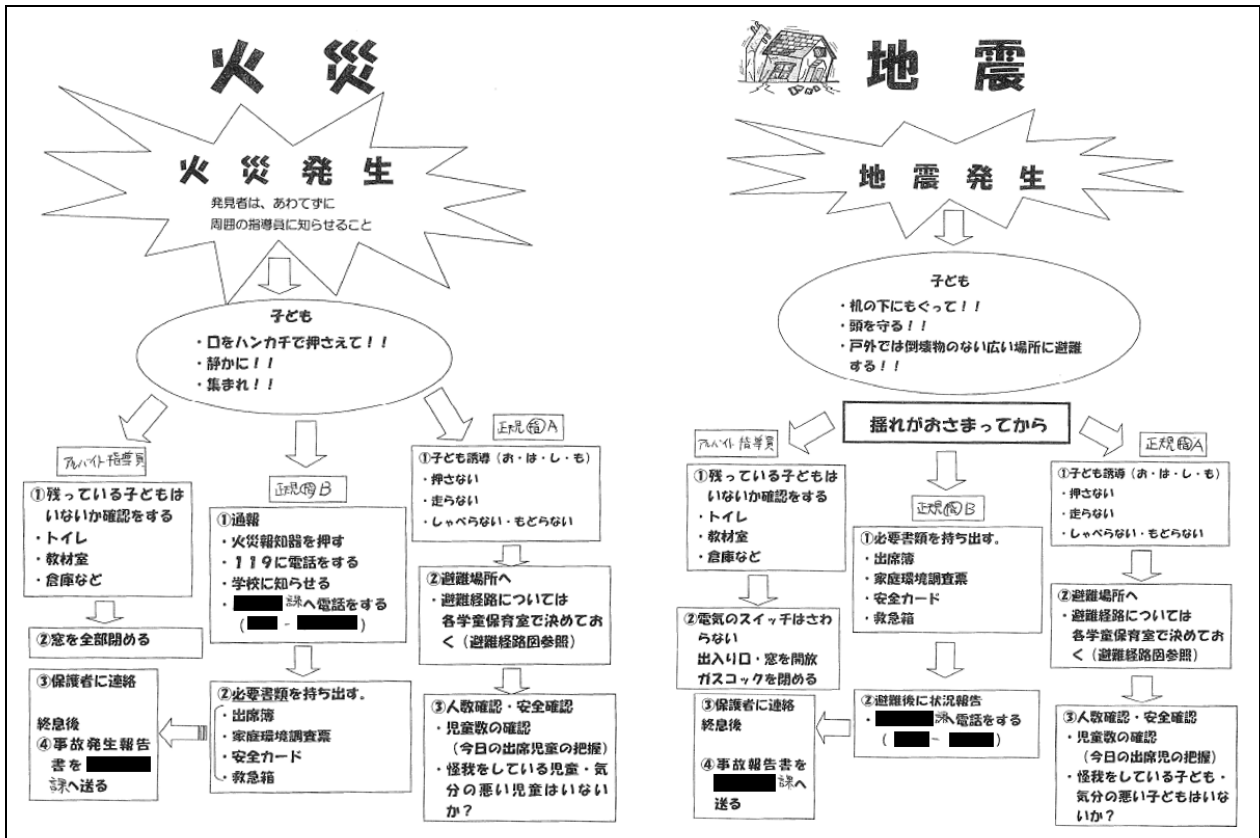 火災
火災発生
発見者は、あわてずに
周囲の指導員に知らせること
子ども
・口をハンカチで押さえて！！
・静かに！！
・集まれ！！
アルバイト指導員
①残っている子どもは
いないか確認をする
・トイレ
・教材室
・倉庫など
②窓を全部閉める
③保護者に連絡
終息後
④事故発生報告
書を
課へ送る
正規指B
①通報
・火災報知器を押す
・１１９に電話をする
・学校に知らせる
・ 課へ電話をする
( － )
②必要書類を持ち出す。
・出席簿
・家庭環境調査票
・安全カード
・救急箱
正規指A
①子ども誘導（お・は・し・も）
・押さない
・走らない
・しゃべらない・もどらない
②避難場所へ
・避難経路については
各学童保育室で決めてお
く（避難経路図参照）
③人数確認・安全確認
・児童数の確認
（今日の出席児童の把握）
・怪我をしている児童・気
分の悪い児童はいない
か？
地震
地震発生
子ども
・机の下にもぐって！！
・頭を守る！！
・戸外では倒壊物のない広い場所に避難
する！！
揺れがおさまってから
アルバイト指導員
①残っている子どもは
いないか確認をする
・トイレ
・教材室
・倉庫など
②電気のスイッチはさわ
らない
出入り口・窓を開放
ガスコックを閉める
③保護者に連絡
終息後
④事故報告書を
課へ
送る
正規指B
①必要書類を持ち出す。
・出席簿
・家庭環境調査票
・安全カード
・救急箱
②避難後に状況報告
・ 課へ電話をする
( － )
正規指A
①子ども誘導（お・は・し・も）
・押さない
・走らない
・しゃべらない・もどらない
②避難場所へ
・避難経路については
各学童保育室で決めてお
く（避難経路図参照）
③人数確認・安全確認
・児童数の確認
（今日の出席児の把握）
・怪我をしている子ども・
気分の悪い子どもはいな
いか？